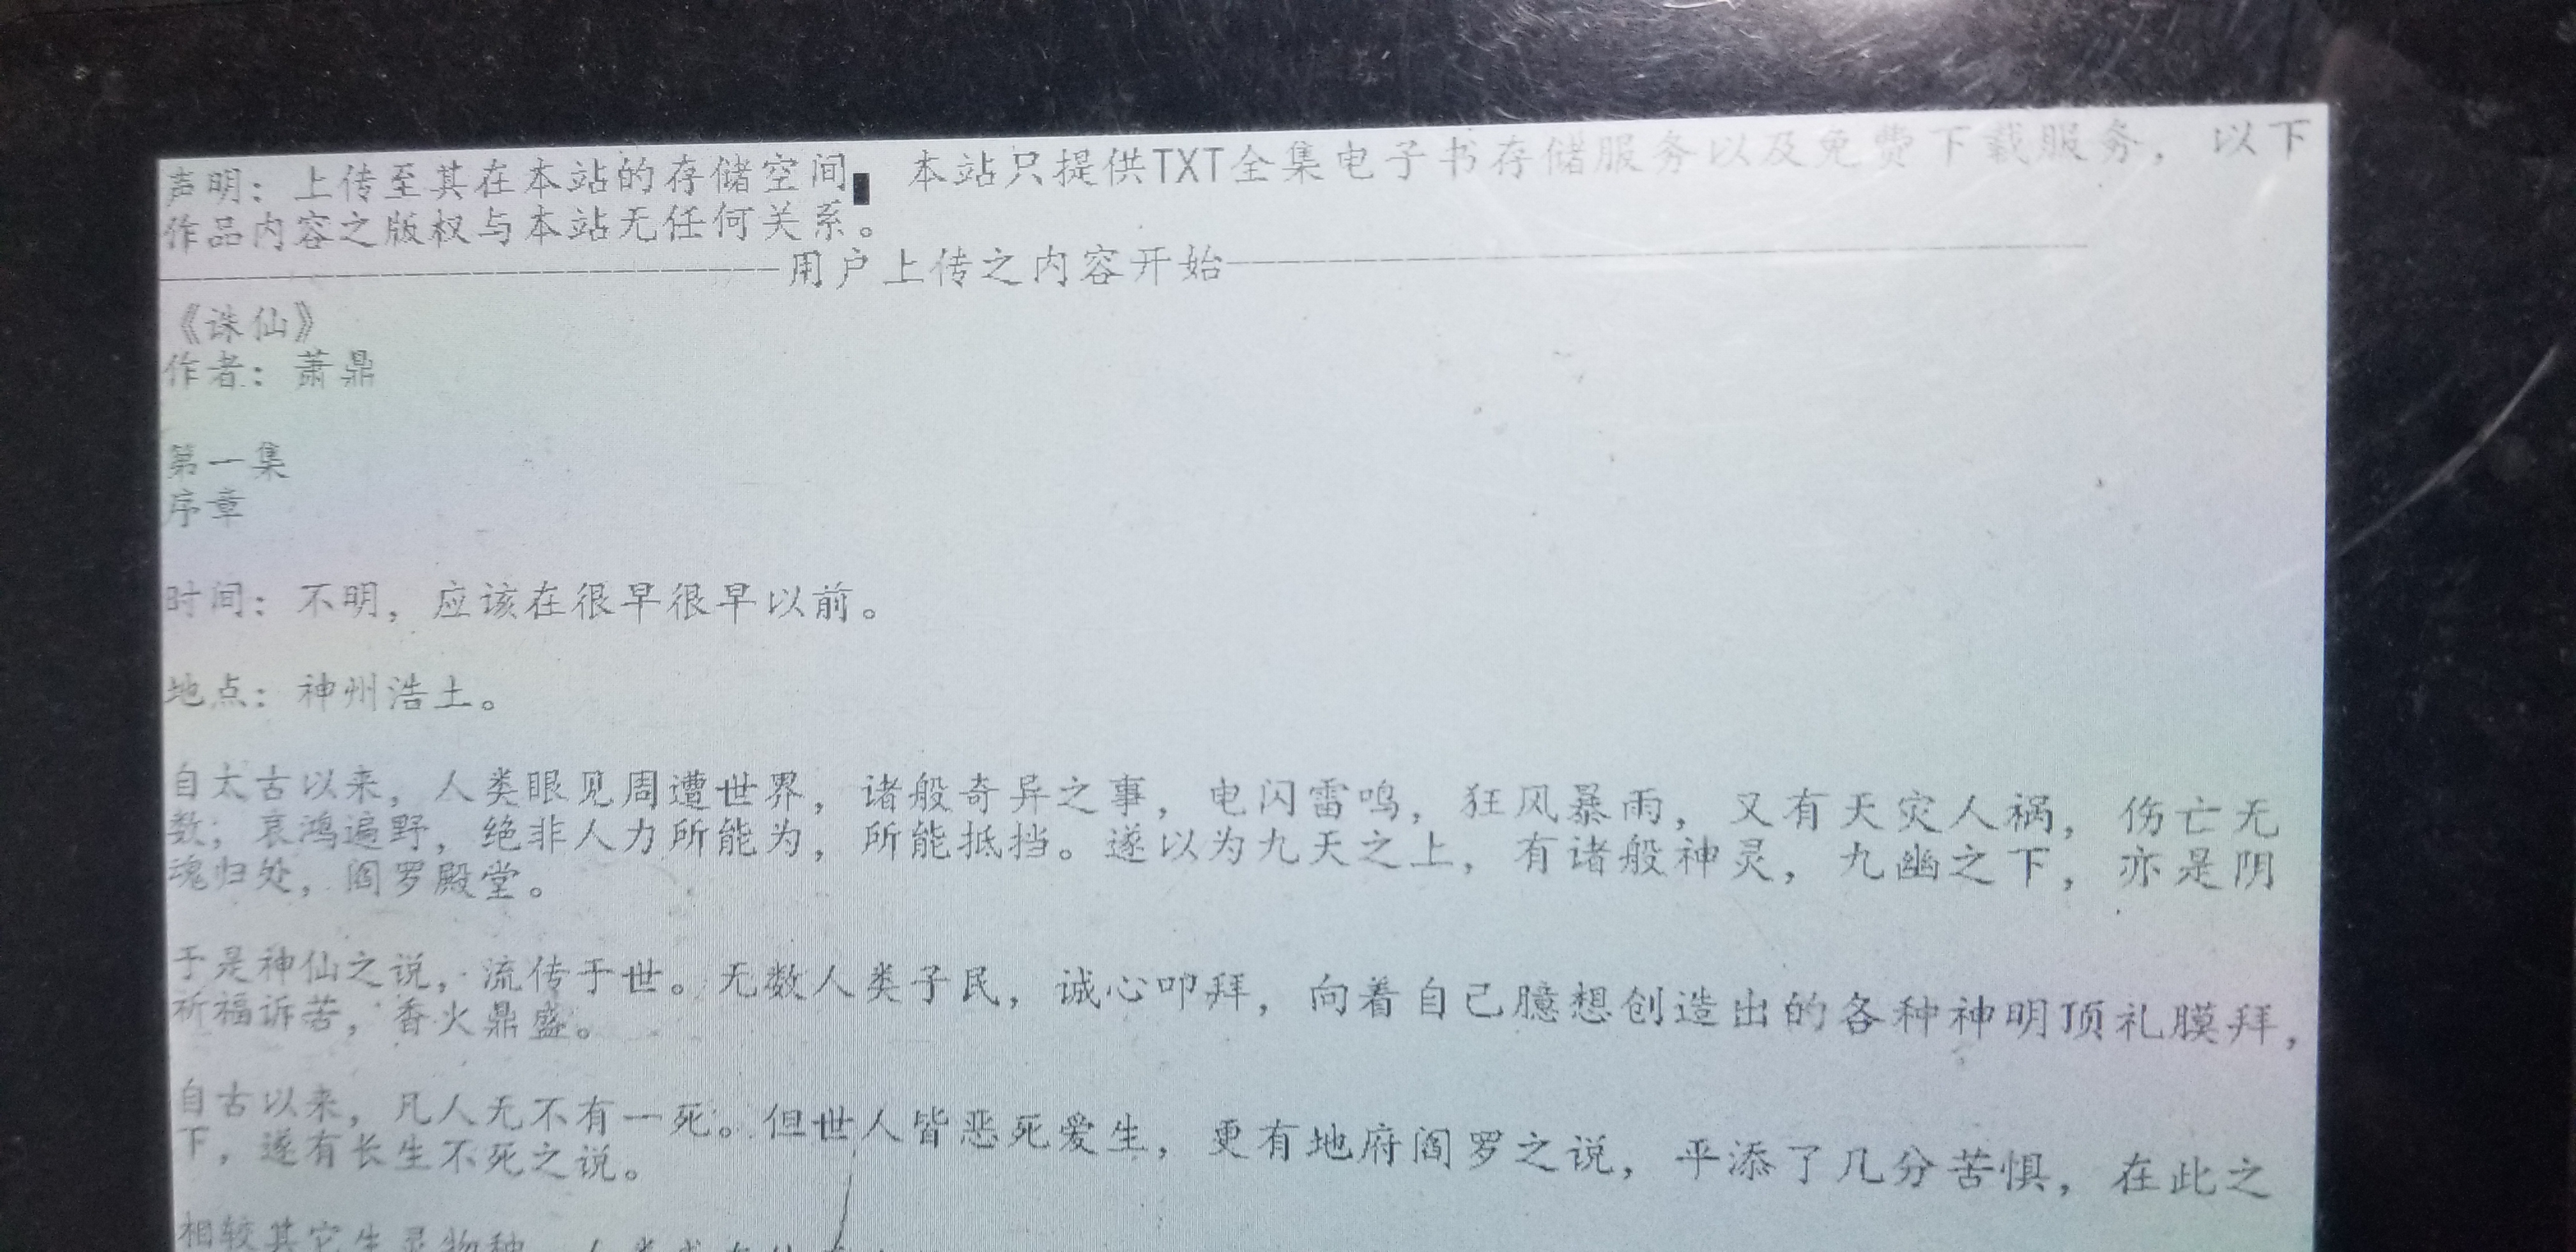 声明：上传至其在本站的存储空间■ 本站只提供TXT全集电子书存储服务以及免费下载服务，以下
作品内容之版权与本站无任何关系。
---------------------------用户上传之内容开始--------------------------------
《诛仙》
作者：萧鼎
第一集
序章
时间：不明，应该在很早很早以前。
地点：神州浩土。
自太古以来，人类眼见周遭世界，诸般奇异之事，电闪雷鸣，狂风暴雨，又有天灾人祸，伤亡无
数，哀鸿遍野，绝非人力所能为，所能抵挡。遂以为九天之上，有诸般神灵，九幽之下，亦是阴
魂归处，阎罗殿堂。
于是神仙之说，流传于世。无数人类子民，诚心叩拜，向着自己臆想创造出的各种神明顶礼膜拜，
祈福诉苦，香火鼎盛。
自古以来，凡人无不有一死。但世人皆恶死爱生，更有地府阎罗之说，平添了几分苦惧，在此之
下，遂有长生不死之说。
相较其它生灵物种